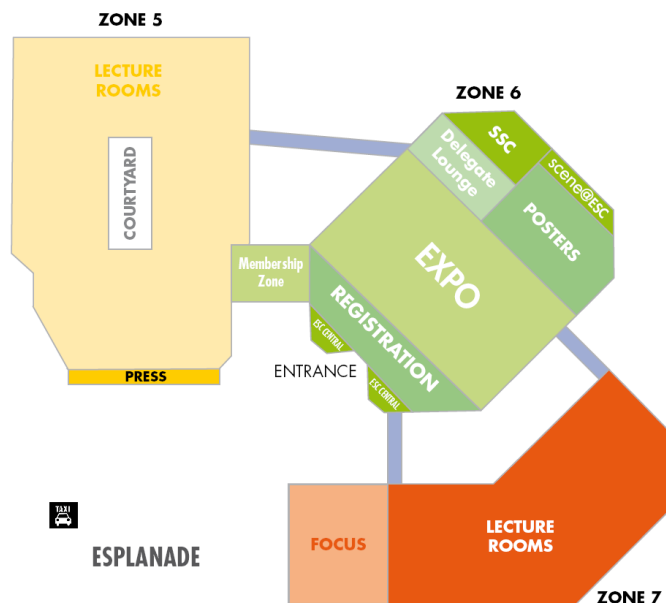 ZONE 5
LECTURE
ROOMS
COURTYARD
PRESS
ZONE 6
SSC
Delegate
Lounge
scene@ESC
POSTERS
EXPO
Membership
Zone
REGISTRATION
ESC CENTRAL
ENTRANCE
ESC CENTRAL
TAXI
ESPLANADE
FOCUS
LECTURE
ROOMS
ZONE 7